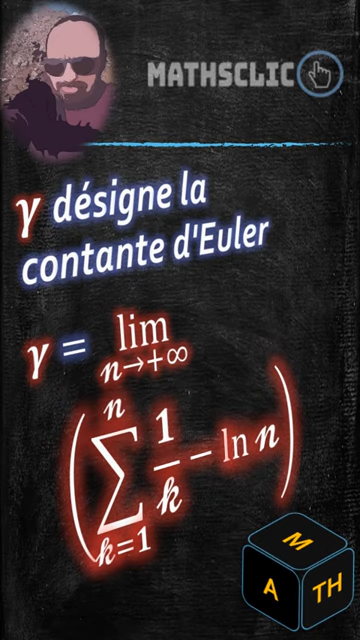 MATHSCLIC
γ désigne la
contante d'Euler
γ = lim
n→+∞
n
(∑ 1/k − ln n)
k=1
M
A TH